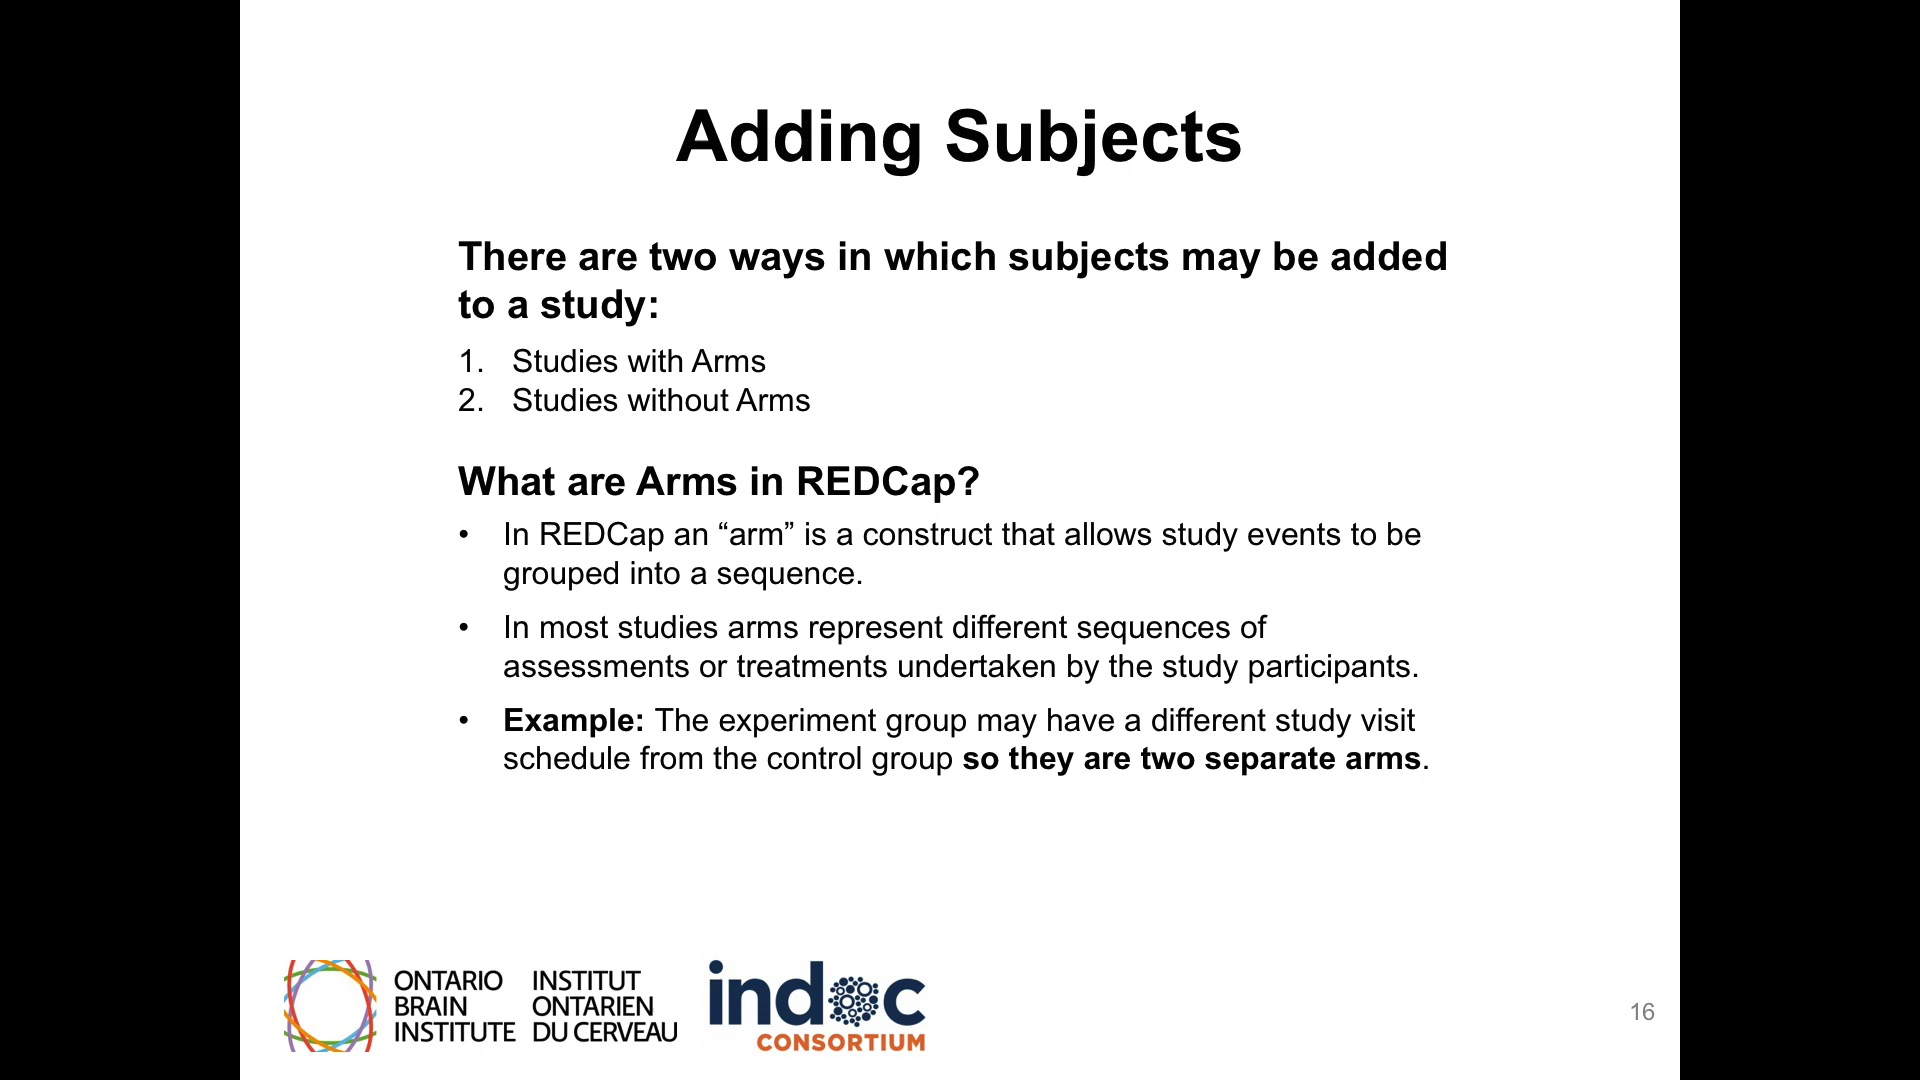 Adding Subjects
There are two ways in which subjects may be added
to a study:
1. Studies with Arms
2. Studies without Arms
What are Arms in REDCap?
• In REDCap an “arm” is a construct that allows study events to be
grouped into a sequence.
• In most studies arms represent different sequences of
assessments or treatments undertaken by the study participants.
• Example: The experiment group may have a different study visit
schedule from the control group so they are two separate arms.
ONTARIO
BRAIN
INSTITUTE
INSTITUT
ONTARIEN
DU CERVEAU
indoc
CONSORTIUM
16